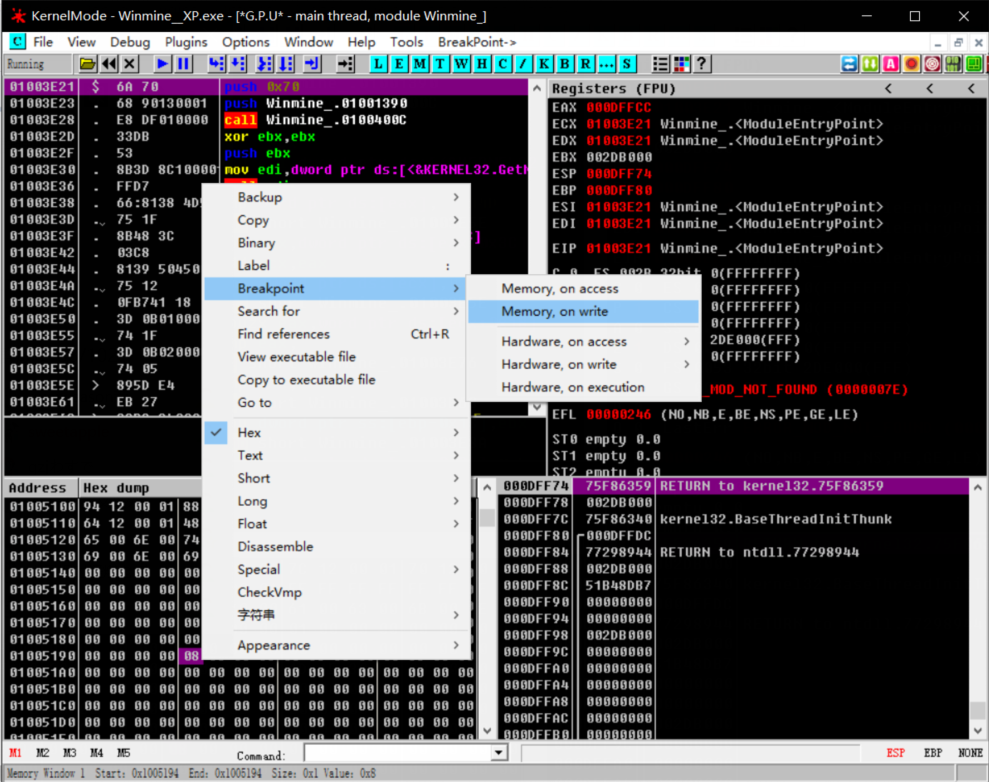 KernelMode - Winmine__XP.exe - [*G.P.U* - main thread, module Winmine_]
C File View Debug Plugins Options Window Help Tools BreakPoint->
Running L E M T W H C / K B R ... S ?
01003E21 $ 6A 70 push 0x70
01003E23 . 68 90130001 push Winmine_.01001390
01003E28 . E8 DF010000 call Winmine_.0100400C
01003E2D . 33DB xor ebx,ebx
01003E2F . 53 push ebx
01003E30 . 8B3D 8C10000 mov edi,dword ptr ds:[<&KERNEL32.GetM
01003E36 . FFD7
01003E38 . 66:8138 4D5
01003E3D . 75 1F
01003E3F . 8B48 3C ]
01003E42 . 03C8
01003E44 . 8139 50450
01003E4A . 75 12
01003E4C . 0FB741 18
01003E50 . 3D 0B01000
01003E55 . 74 1F
01003E57 . 3D 0B02000
01003E5C . 74 05
01003E5E > 895D E4
01003E61 . EB 27
Registers (FPU) < < <
EAX 000DFFCC
ECX 01003E21 Winmine_.<ModuleEntryPoint>
EDX 01003E21 Winmine_.<ModuleEntryPoint>
EBX 002DB000
ESP 000DFF74
EBP 000DFF80
ESI 01003E21 Winmine_.<ModuleEntryPoint>
EDI 01003E21 Winmine_.<ModuleEntryPoint>
EIP 01003E21 Winmine_.<ModuleEntryPoint>
C 0 ES 002B 32bit 0(FFFFFFFF)
0(FFFFFFFF)
0(FFFFFFFF)
0(FFFFFFFF)
2DE000(FFF)
0(FFFFFFFF)
_MOD_NOT_FOUND (0000007E)
EFL 00000246 (NO,NB,E,BE,NS,PE,GE,LE)
ST0 empty 0.0
ST1 empty 0.0
ST2 empty 0.0
Backup
Copy
Binary
Label :
Breakpoint
Search for
Find references Ctrl+R
View executable file
Copy to executable file
Go to
Hex
Text
Short
Long
Float
Disassemble
Special
CheckVmp
字符串
Appearance
Memory, on access
Memory, on write
Hardware, on access
Hardware, on write
Hardware, on execution
Address Hex dump
01005100 94 12 00 01 88
01005110 64 12 00 01 48
01005120 65 00 6E 00 74
01005130 69 00 6E 00 69
01005140 00 00 00 00 00
01005150 00 00 00 00 00
01005160 00 00 00 00 00
01005170 00 00 00 00 00
01005180 00 00 00 00 00
01005190 00 00 00 00 08
010051A0 00 00 00 00 00 00 00 00 00 00 00 00 00 00 00 00
010051B0 00 00 00 00 00 00 00 00 00 00 00 00 00 00 00 00
010051C0 00 00 00 00 00 00 00 00 00 00 00 00 00 00 00 00
010051D0 00 00 00 00 00 00 00 00 00 00 00 00 00 00 00 00
000DFF74 75F86359 RETURN to kernel32.75F86359
000DFF78 002DB000
000DFF7C 75F86340 kernel32.BaseThreadInitThunk
000DFF80 000DFFDC
000DFF84 77298944 RETURN to ntdll.77298944
000DFF88 002DB000
000DFF8C 51B48DB7
000DFF90 00000000
000DFF94 00000000
000DFF98 002DB000
000DFF9C 00000000
000DFFA0 00000000
000DFFA4 00000000
000DFFA8 00000000
000DFFAC 00000000
000DFFB0 00000000
M1 M2 M3 M4 M5 Command: ESP EBP NONE
Memory Window 1 Start: 0x1005194 End: 0x1005194 Size: 0x1 Value: 0x8